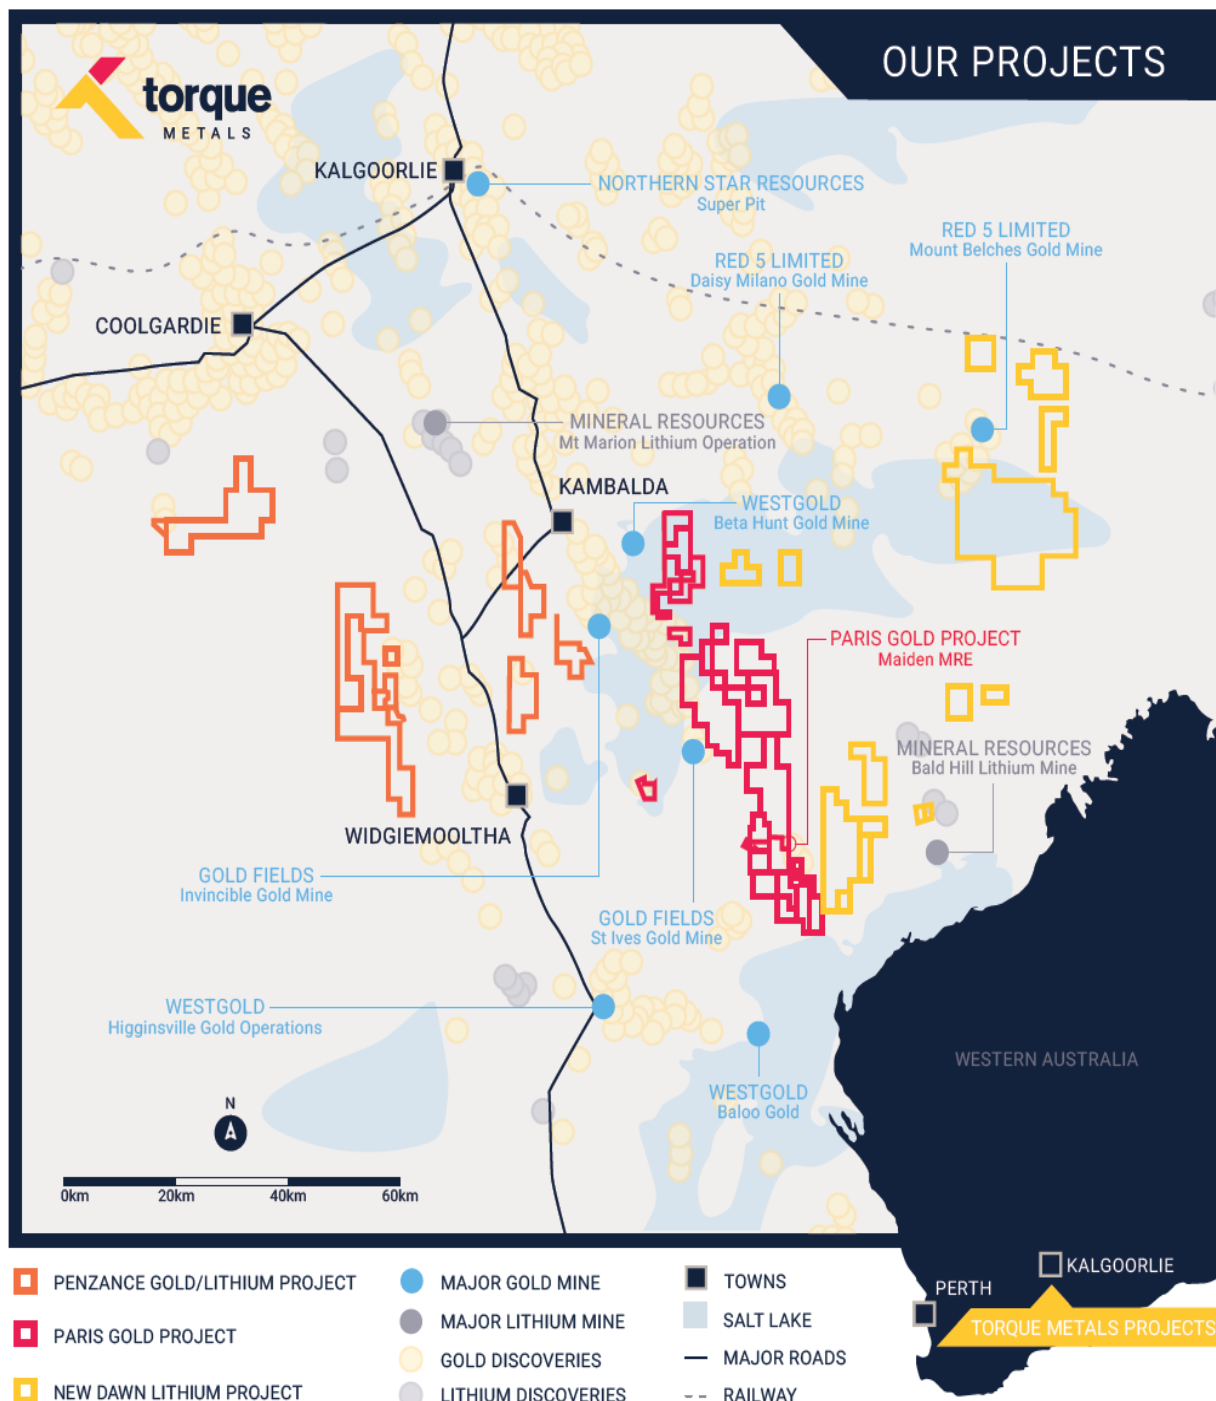 OUR PROJECTS
torque
METALS
KALGOORLIE
NORTHERN STAR RESOURCES
Super Pit
RED 5 LIMITED
Mount Belches Gold Mine
RED 5 LIMITED
Daisy Milano Gold Mine
COOLGARDIE
MINERAL RESOURCES
Mt Marion Lithium Operation
KAMBALDA
WESTGOLD
Beta Hunt Gold Mine
PARIS GOLD PROJECT
Maiden MRE
MINERAL RESOURCES
Bald Hill Lithium Mine
WIDGIEMOOLTHA
GOLD FIELDS
Invincible Gold Mine
GOLD FIELDS
St Ives Gold Mine
WESTGOLD
Higginsville Gold Operations
WESTERN AUSTRALIA
WESTGOLD
Baloo Gold
N
0km 20km 40km 60km
PENZANCE GOLD/LITHIUM PROJECT
PARIS GOLD PROJECT
NEW DAWN LITHIUM PROJECT
MAJOR GOLD MINE
MAJOR LITHIUM MINE
GOLD DISCOVERIES
LITHIUM DISCOVERIES
TOWNS
SALT LAKE
MAJOR ROADS
RAILWAY
KALGOORLIE
PERTH
TORQUE METALS PROJECTS